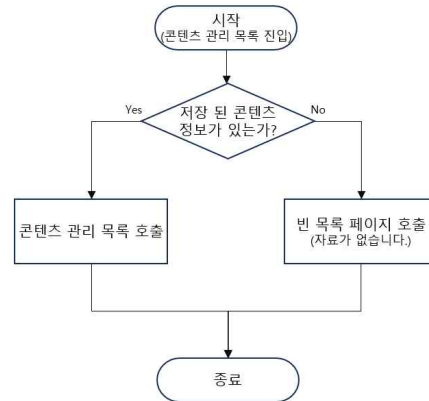 시작
(콘텐츠 관리 목록 진입)
Yes
저장 된 콘텐츠
정보가 있는가?
No
콘텐츠 관리 목록 호출
빈 목록 페이지 호출
(자료가 없습니다.)
종료